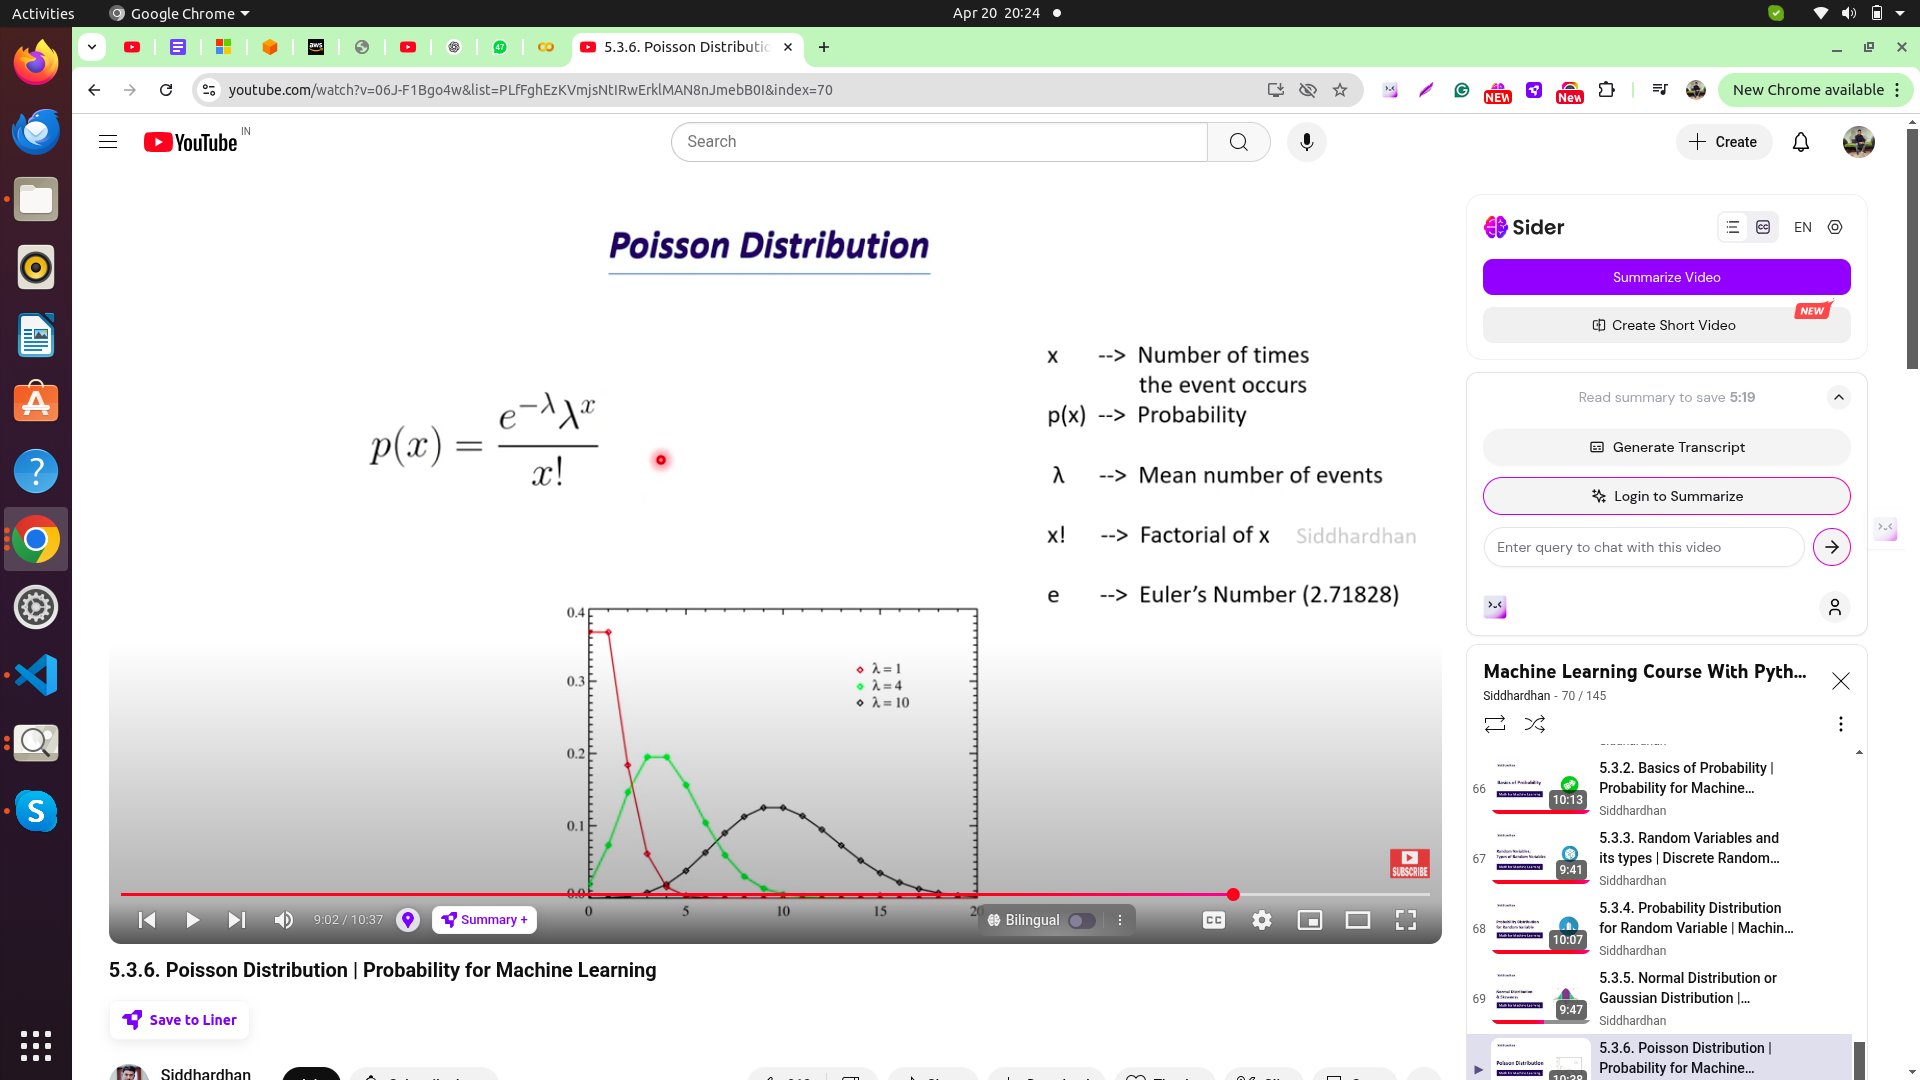 Activities
Google Chrome
Apr 20 20:24
5.3.6. Poisson Distributio
youtube.com/watch?v=06J-F1Bgo4w&list=PLfFghEzKVmjsNtIRwErklMAN8nJmebB0I&index=70
NEW
New
New Chrome available
YouTube IN
Search
Create
Poisson Distribution
x --> Number of times
the event occurs
p(x) --> Probability
p(x) = e^{-λ} λ^x / x!
λ --> Mean number of events
x! --> Factorial of x Siddhardhan
e --> Euler's Number (2.71828)
0.4
0.3
0.2
0.1
0.0
λ = 1
λ = 4
λ = 10
0 5 10 15 20
SUBSCRIBE
9:02 / 10:37
Summary +
Bilingual
CC
5.3.6. Poisson Distribution | Probability for Machine Learning
Save to Liner
Siddhardhan
Sider
CC
EN
Summarize Video
NEW
Create Short Video
Read summary to save 5:19
Generate Transcript
Login to Summarize
Enter query to chat with this video
Machine Learning Course With Pyth...
Siddhardhan - 70 / 145
66
10:13
5.3.2. Basics of Probability |
Probability for Machine...
Siddhardhan
67
9:41
5.3.3. Random Variables and
its types | Discrete Random...
Siddhardhan
68
10:07
5.3.4. Probability Distribution
for Random Variable | Machin...
Siddhardhan
69
9:47
5.3.5. Normal Distribution or
Gaussian Distribution |...
Siddhardhan
Poisson Distribution
10:38
5.3.6. Poisson Distribution |
Probability for Machine...